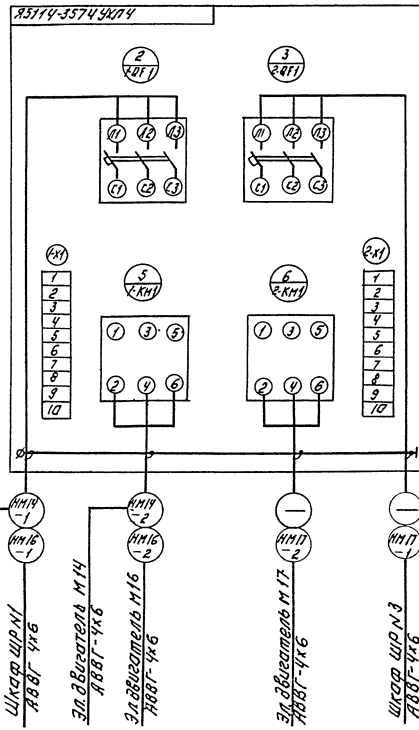 Я5114-3574 УХЛ4
2
1-QF1
3
2-QF1
Л1 Л2 Л3
Л1 Л2 Л3
С1 С2 С3
С1 С2 С3
1-Х1
5
1-КМ1
6
2-КМ1
2-Х1
1
2
3
4
5
6
7
8
9
10
1 3 5
2 4 6
1 3 5
2 4 6
1
2
3
4
5
6
7
8
9
10
НМ14
-1
НМ14
-2
—
—
НМ16
-1
НМ16
-2
НМ17
-2
НМ17
-1
Шкаф ШР N1
АВВГ 4х6
Эл.двигатель М14
АВВГ-4х6
Эл.двигатель М16
АВВГ-4х6
Эл.двигатель М17
АВВГ-4х6
Шкаф ШР N3
АВВГ-4х6